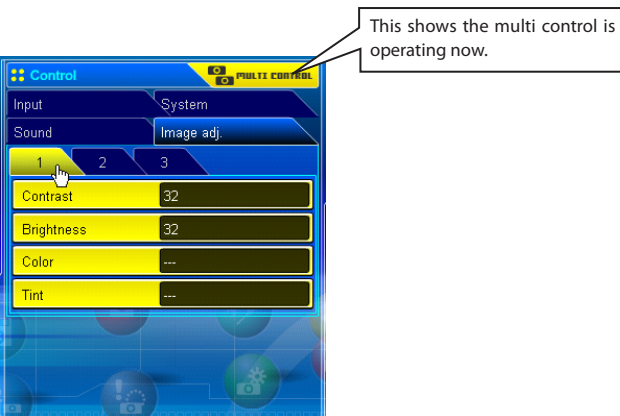 This shows the multi control is
operating now.
Control
MULTI CONTROL
Input System
Sound Image adj.
1 2 3
Contrast 32
Brightness 32
Color ---
Tint ---